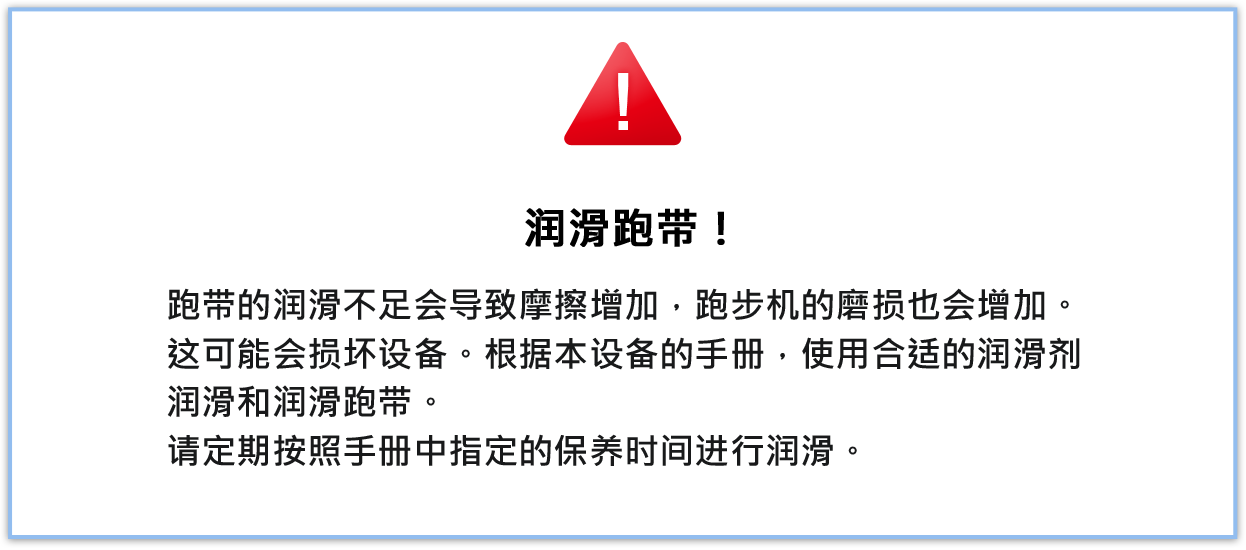 润滑跑带！
跑带的润滑不足会导致摩擦增加，跑步机的磨损也会增加。
这可能会损坏设备。根据本设备的手册，使用合适的润滑剂
润滑和润滑跑带。
请定期按照手册中指定的保养时间进行润滑。